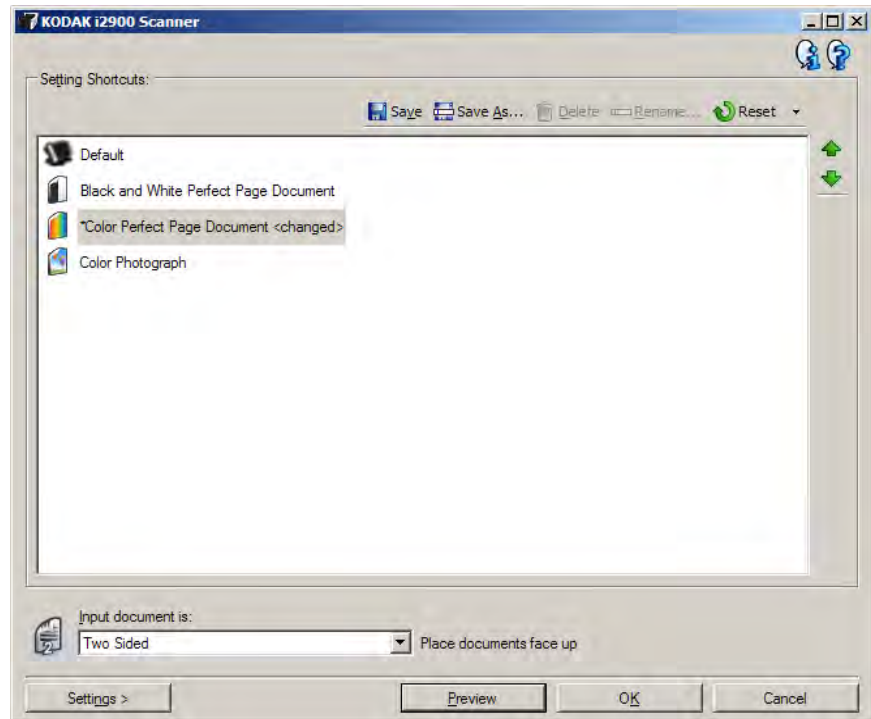 KODAK i2900 Scanner
Setting Shortcuts:
Save Save As... Delete Rename... Reset
Default
Black and White Perfect Page Document
*Color Perfect Page Document <changed>
Color Photograph
Input document is:
2 Two Sided Place documents face up
Settings > Preview OK Cancel